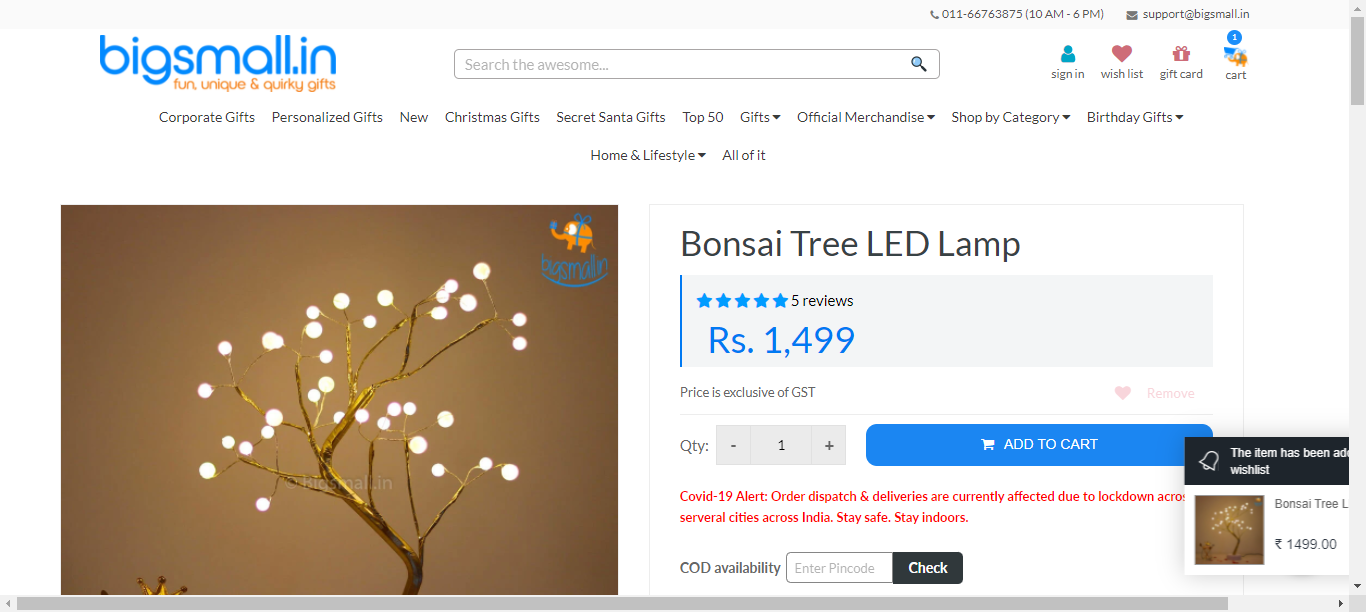 011-66763875 (10 AM - 6 PM) support@bigsmall.in
bigsmall.in
fun, unique & quirky gifts
Search the awesome...
sign in wish list gift card 1 cart
Corporate Gifts Personalized Gifts New Christmas Gifts Secret Santa Gifts Top 50 Gifts Official Merchandise Shop by Category Birthday Gifts
Home & Lifestyle All of it
bigsmall.in
© Bigsmall.in
Bonsai Tree LED Lamp
5 reviews
Rs. 1,499
Price is exclusive of GST Remove
Qty: - 1 + ADD TO CART
Covid-19 Alert: Order dispatch & deliveries are currently affected due to lockdown acros
serveral cities across India. Stay safe. Stay indoors.
COD availability Enter Pincode Check
The item has been add
wishlist
Bonsai Tree L
₹ 1499.00